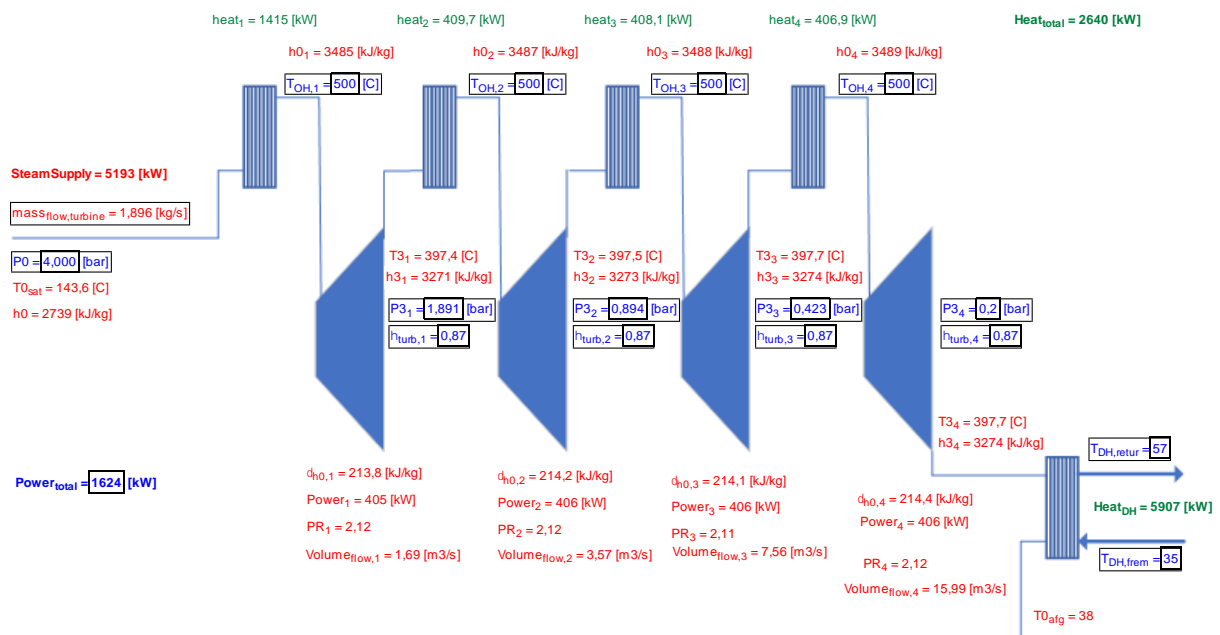 heat1 = 1415 [kW] heat2 = 409,7 [kW] heat3 = 408,1 [kW] heat4 = 406,9 [kW] Heattotal = 2640 [kW]
h01 = 3485 [kJ/kg] h02 = 3487 [kJ/kg] h03 = 3488 [kJ/kg] h04 = 3489 [kJ/kg]
TOH,1 = 500 [C] TOH,2 = 500 [C] TOH,3 = 500 [C] TOH,4 = 500 [C]
SteamSupply = 5193 [kW]
massflow,turbine = 1,896 [kg/s]
P0 = 4,000 [bar]
T0sat = 143,6 [C]
h0 = 2739 [kJ/kg]
T31 = 397,4 [C]
h31 = 3271 [kJ/kg]
P31 = 1,891 [bar]
hturb,1 = 0,87
T32 = 397,5 [C]
h32 = 3273 [kJ/kg]
P32 = 0,894 [bar]
hturb,2 = 0,87
T33 = 397,7 [C]
h33 = 3274 [kJ/kg]
P33 = 0,423 [bar]
hturb,3 = 0,87
P34 = 0,2 [bar]
hturb,4 = 0,87
T34 = 397,7 [C]
h34 = 3274 [kJ/kg]
Powertotal = 1624 [kW]
dh0,1 = 213,8 [kJ/kg]
Power1 = 405 [kW]
PR1 = 2,12
Volumeflow,1 = 1,69 [m3/s]
dh0,2 = 214,2 [kJ/kg]
Power2 = 406 [kW]
PR2 = 2,12
Volumeflow,2 = 3,57 [m3/s]
dh0,3 = 214,1 [kJ/kg]
Power3 = 406 [kW]
PR3 = 2,11
Volumeflow,3 = 7,56 [m3/s]
dh0,4 = 214,4 [kJ/kg]
Power4 = 406 [kW]
PR4 = 2,12
Volumeflow,4 = 15,99 [m3/s]
TDH,retur = 57
HeatDH = 5907 [kW]
TDH,frem = 35
T0afg = 38